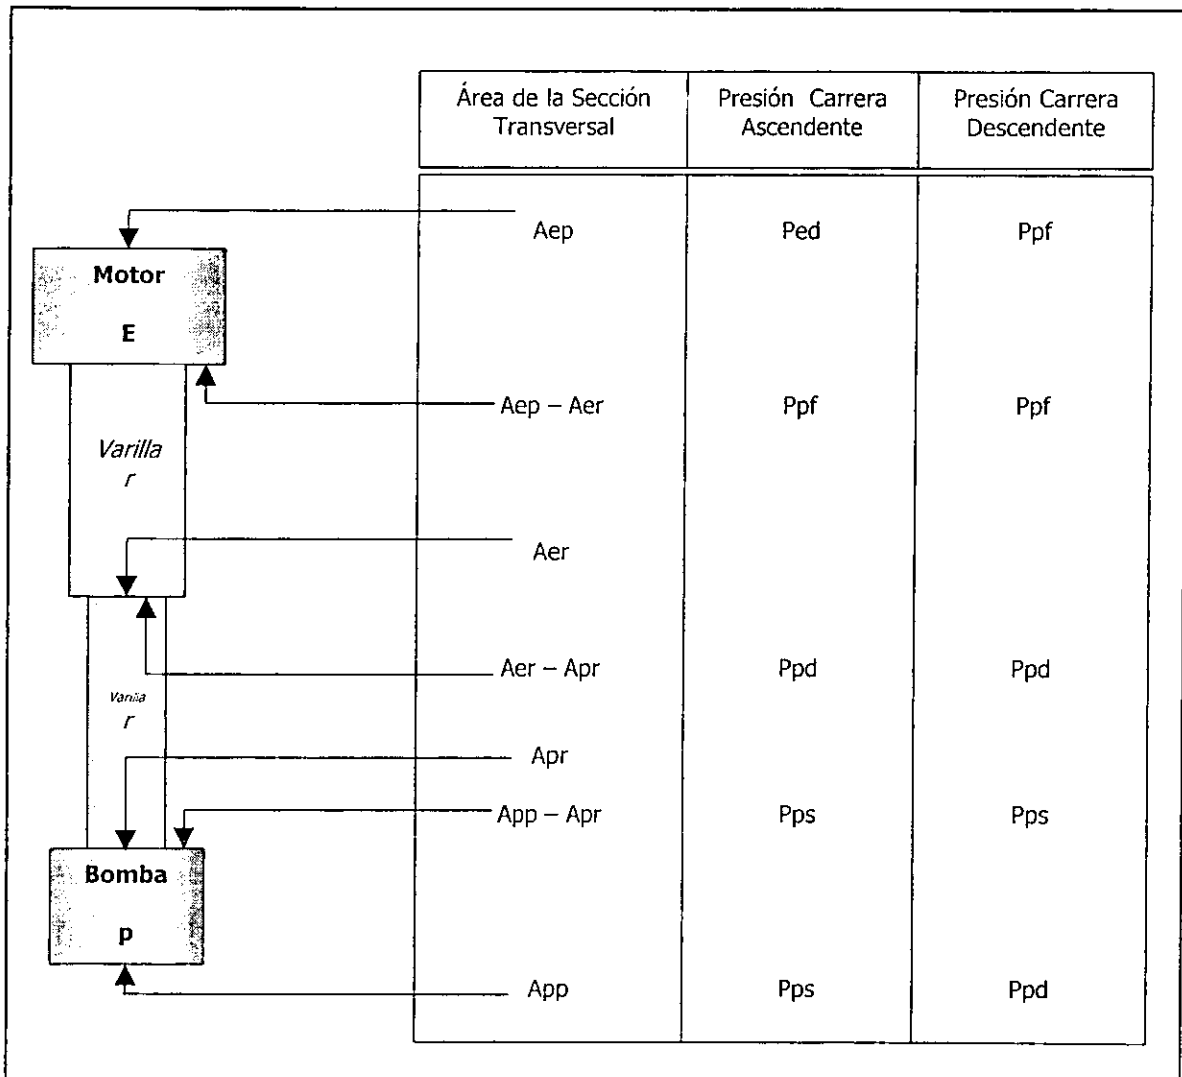 Área de la Sección Transversal
Presión Carrera Ascendente
Presión Carrera Descendente
Aep Ped Ppf
Motor
E
Aep – Aer Ppf Ppf
Varilla
r
Aer
Aer – Apr Ppd Ppd
Varilla
r
Apr
App – Apr Pps Pps
Bomba
p
App Pps Ppd